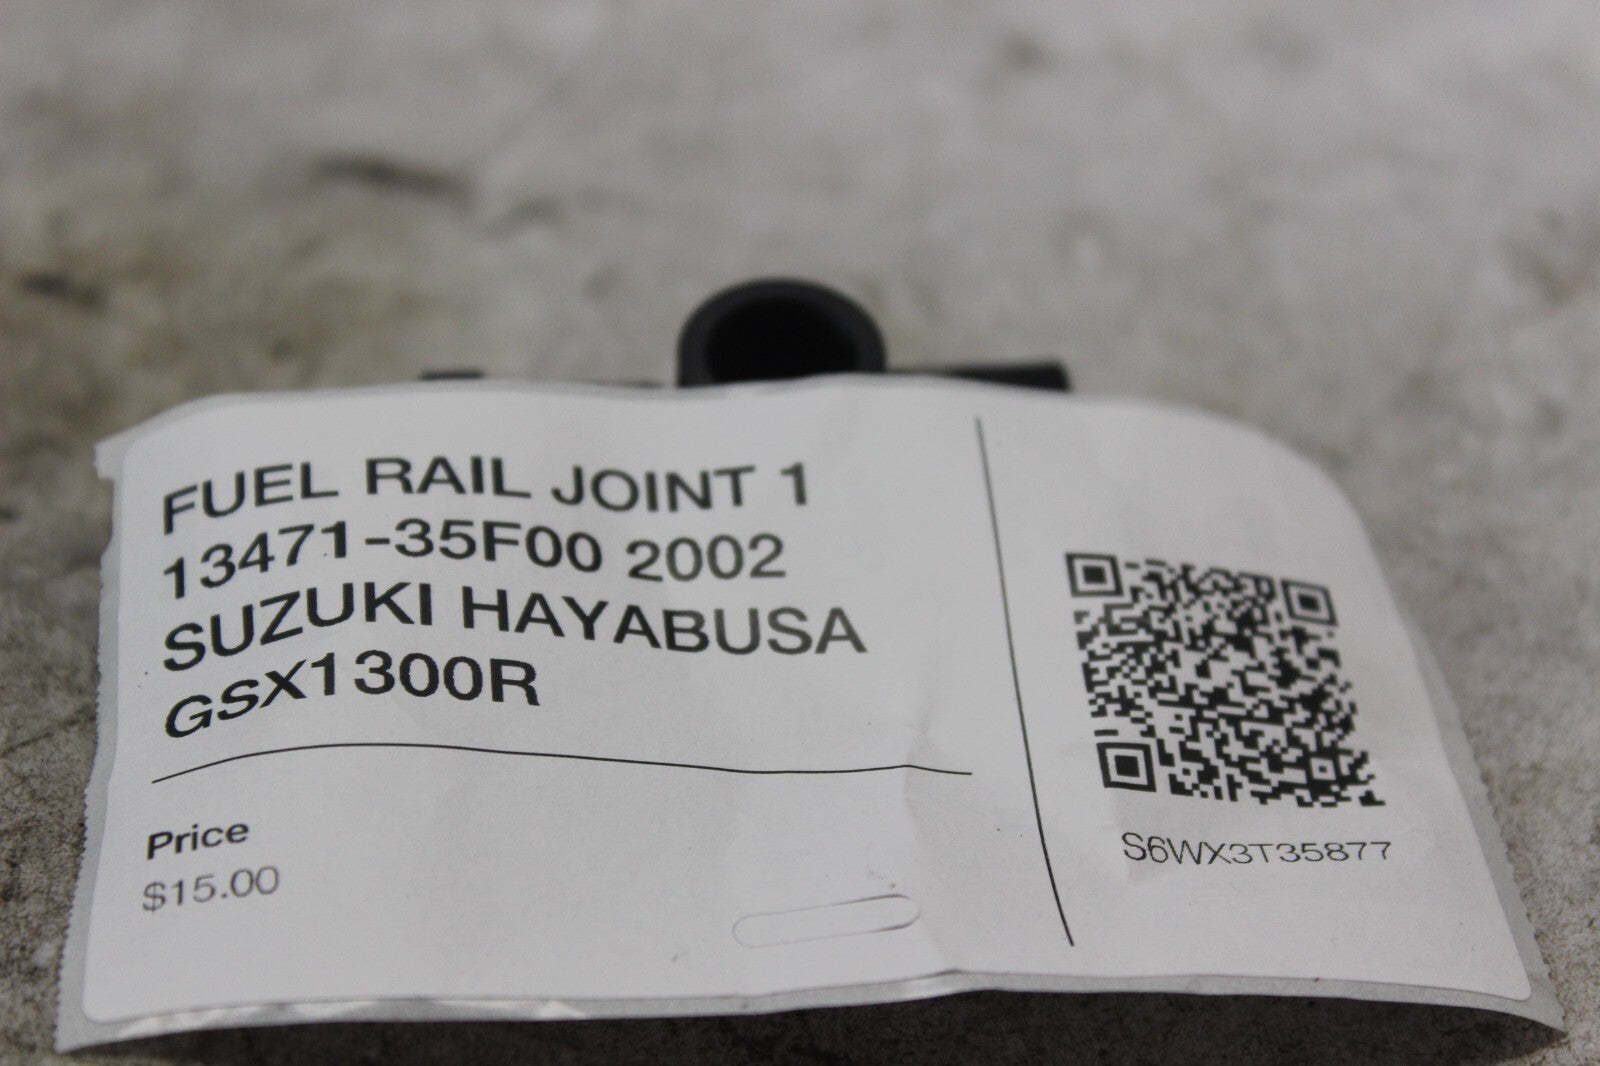 FUEL RAIL JOINT 1
13471-35F00 2002
SUZUKI HAYABUSA
GSX1300R
Price
$15.00
S6WX3T35877